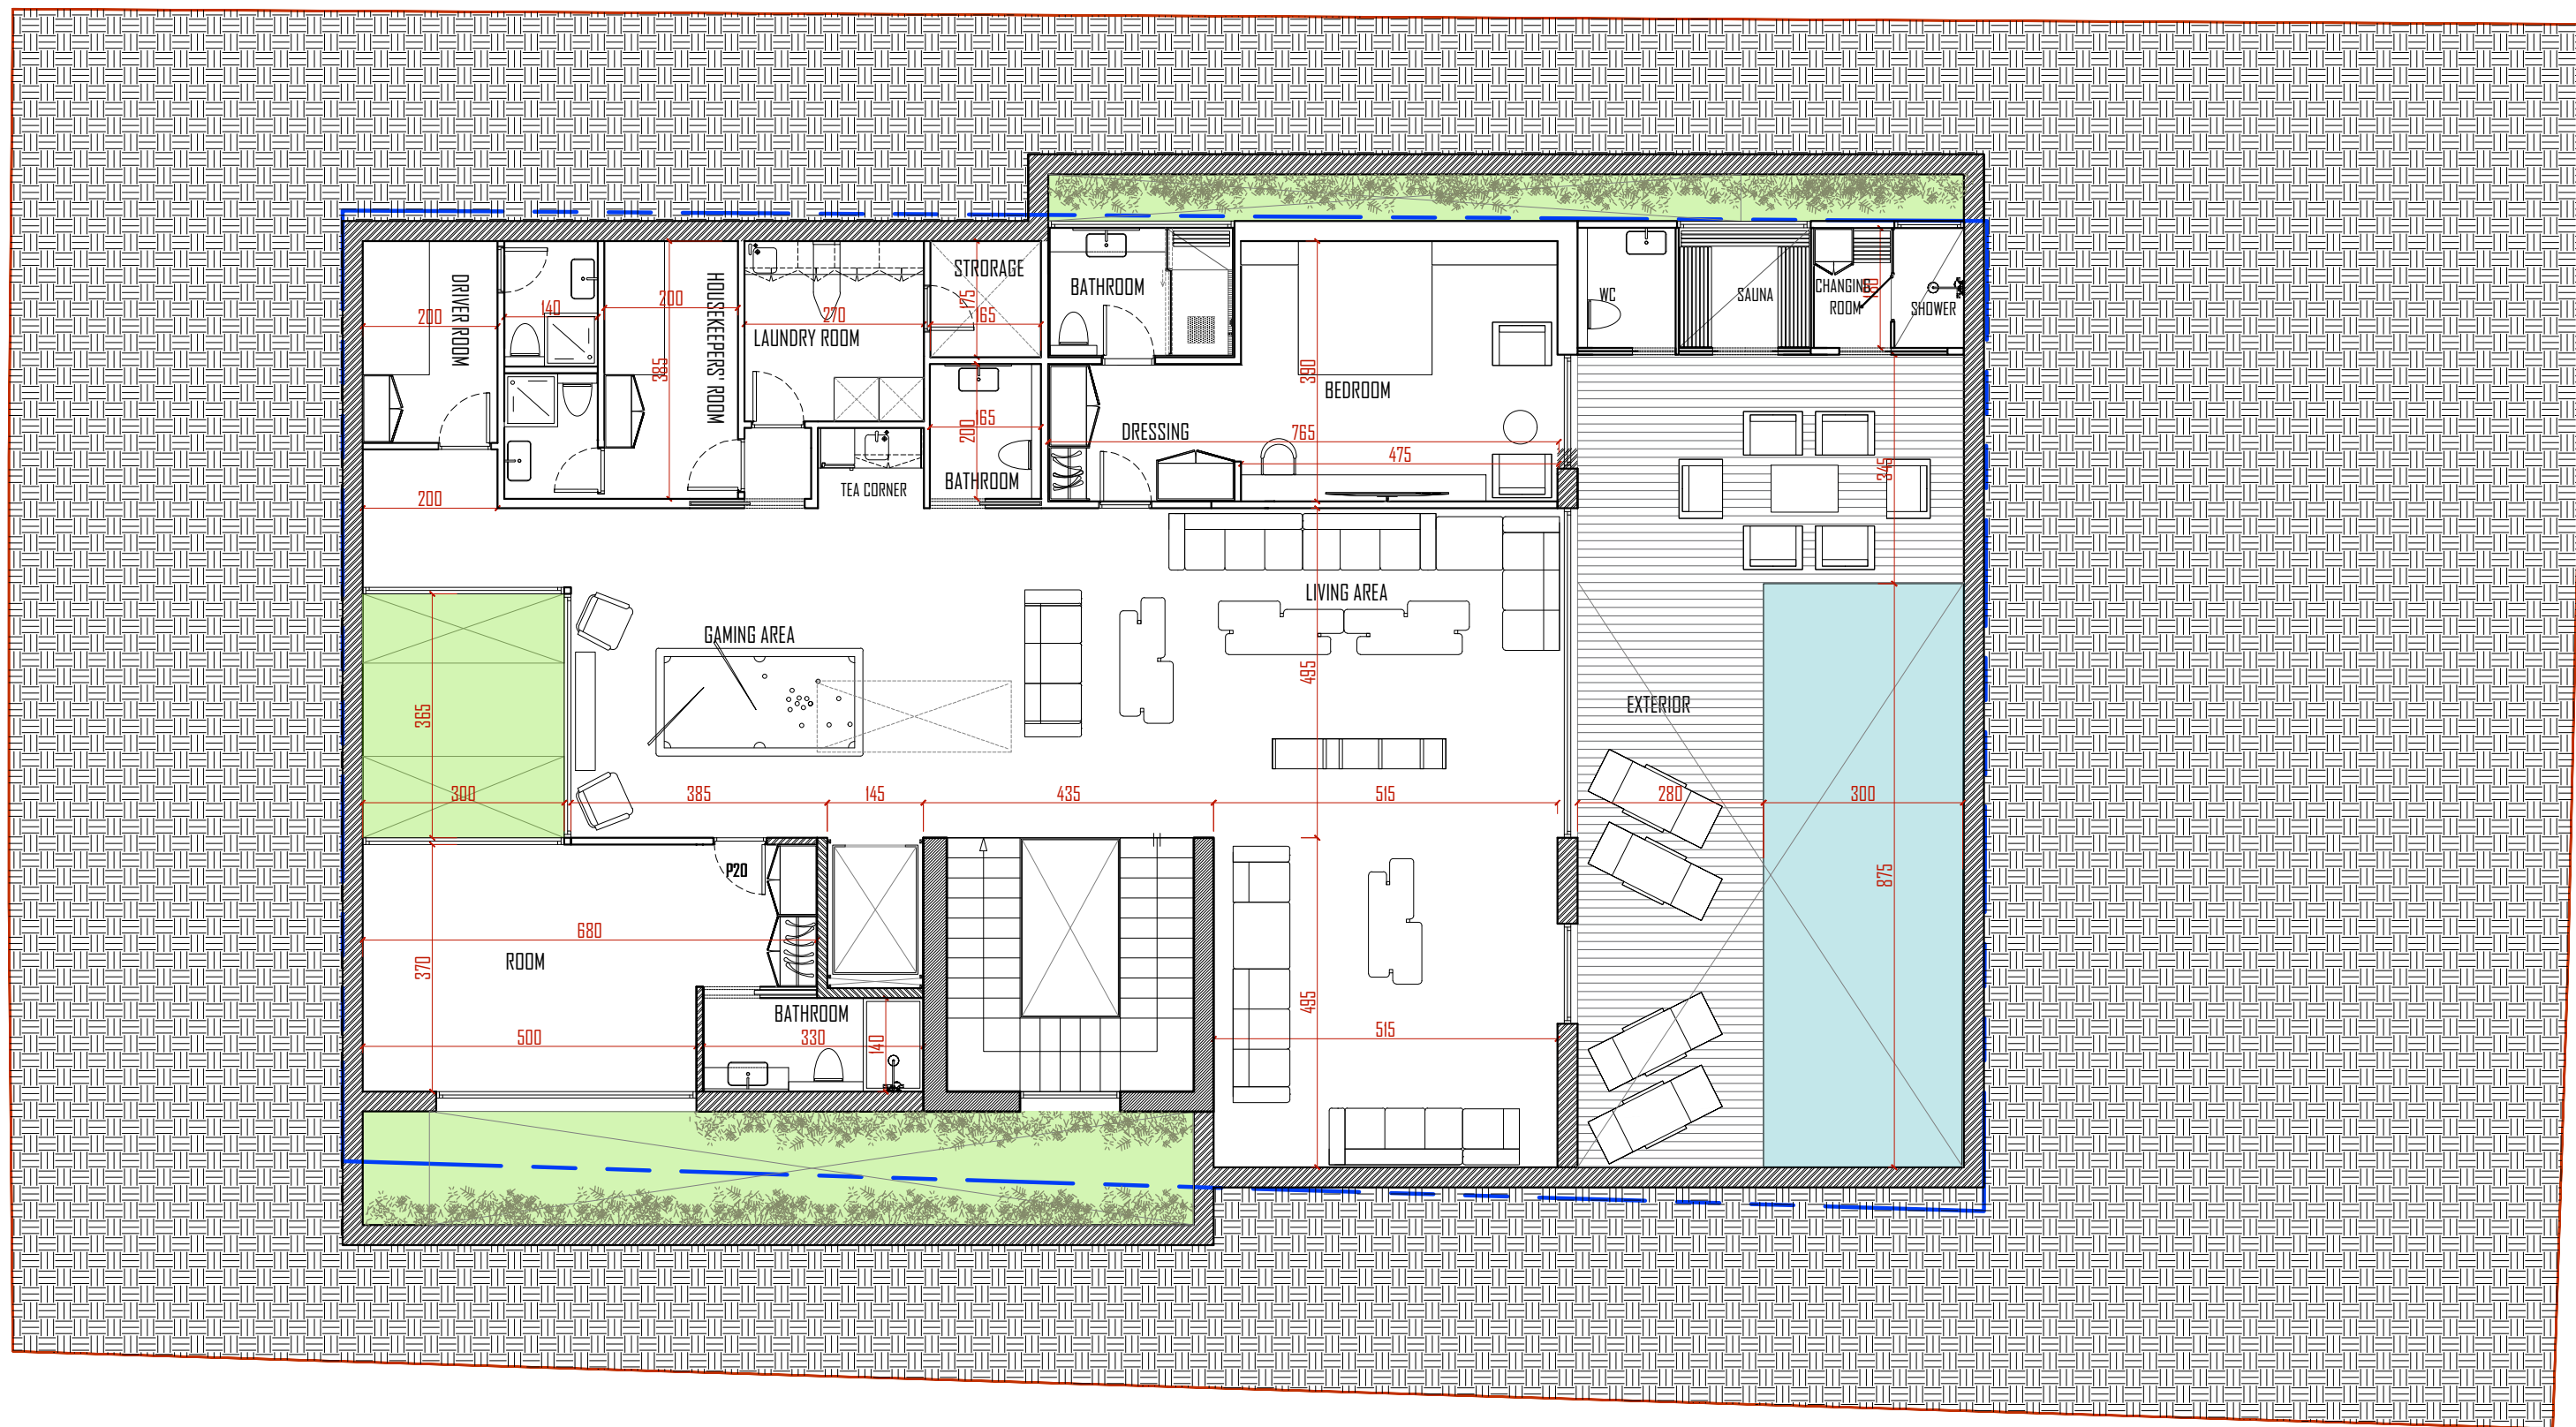 DRIVER ROOM
200
140
200
HOUSEKEPERS' ROOM
385
270
LAUNDRY ROOM
STRORAGE
175
165
BATHROOM
390
BEDROOM
WC
SAUNA
CHANGING
ROOM
180
SHOWER
200
TEA CORNER
165
200
BATHROOM
DRESSING
765
475
345
GAMING AREA
LIVING AREA
495
EXTERIOR
365
300
385
145
435
515
280
300
P20
875
680
ROOM
370
500
BATHROOM
330
140
495
515